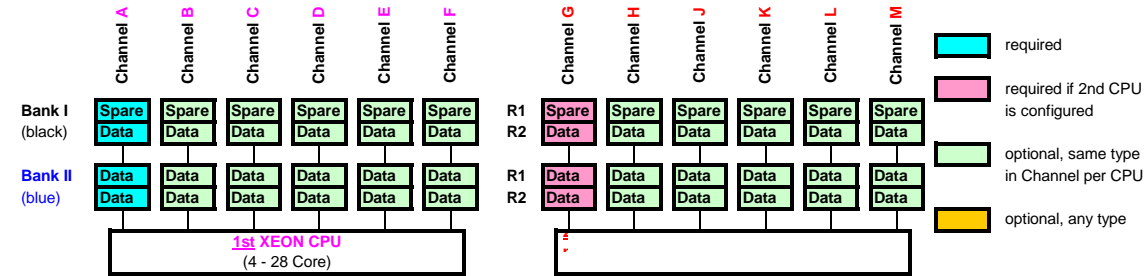 Channel A
Channel B
Channel C
Channel D
Channel E
Channel F
Channel G
Channel H
Channel J
Channel K
Channel L
Channel M
Bank I
(black)
Spare Spare Spare Spare Spare Spare
Data Data Data Data Data Data
R1 Spare Spare Spare Spare Spare Spare
R2 Data Data Data Data Data Data
Bank II
(blue)
Data Data Data Data Data Data
Data Data Data Data Data Data
R1 Data Data Data Data Data Data
R2 Data Data Data Data Data Data
1st XEON CPU
(4 - 28 Core)
required
required if 2nd CPU
is configured
optional, same type
in Channel per CPU
optional, any type